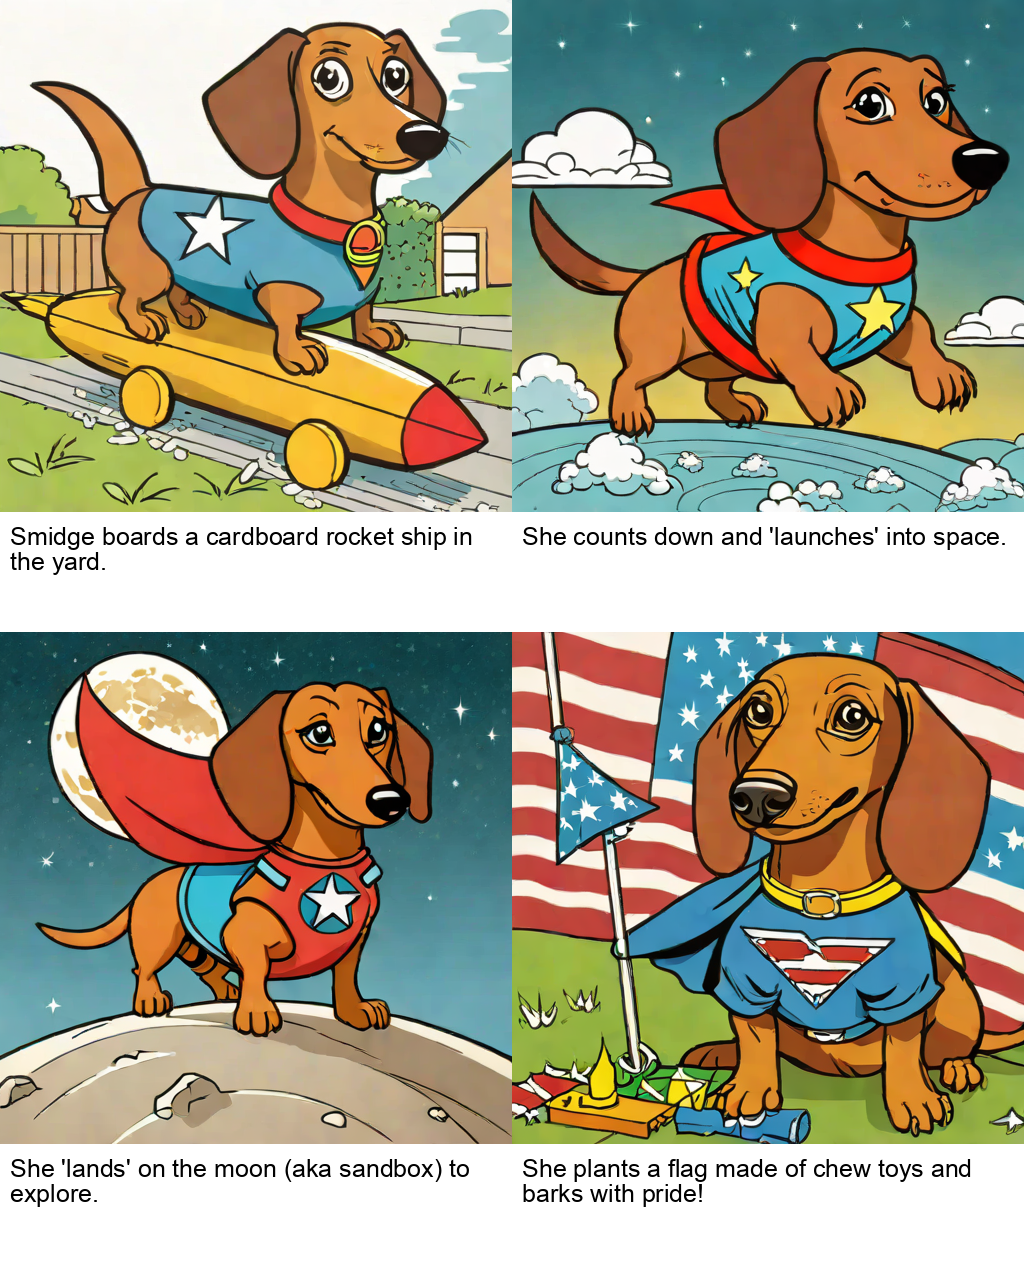 Smidge boards a cardboard rocket ship in
the yard.
She counts down and 'launches' into space.
She 'lands' on the moon (aka sandbox) to
explore.
She plants a flag made of chew toys and
barks with pride!